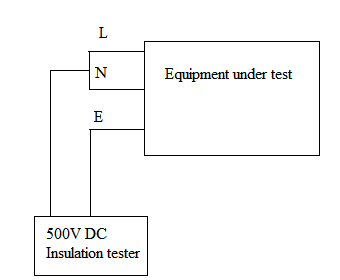 L
N
Equipment under test
E
500V DC
Insulation tester